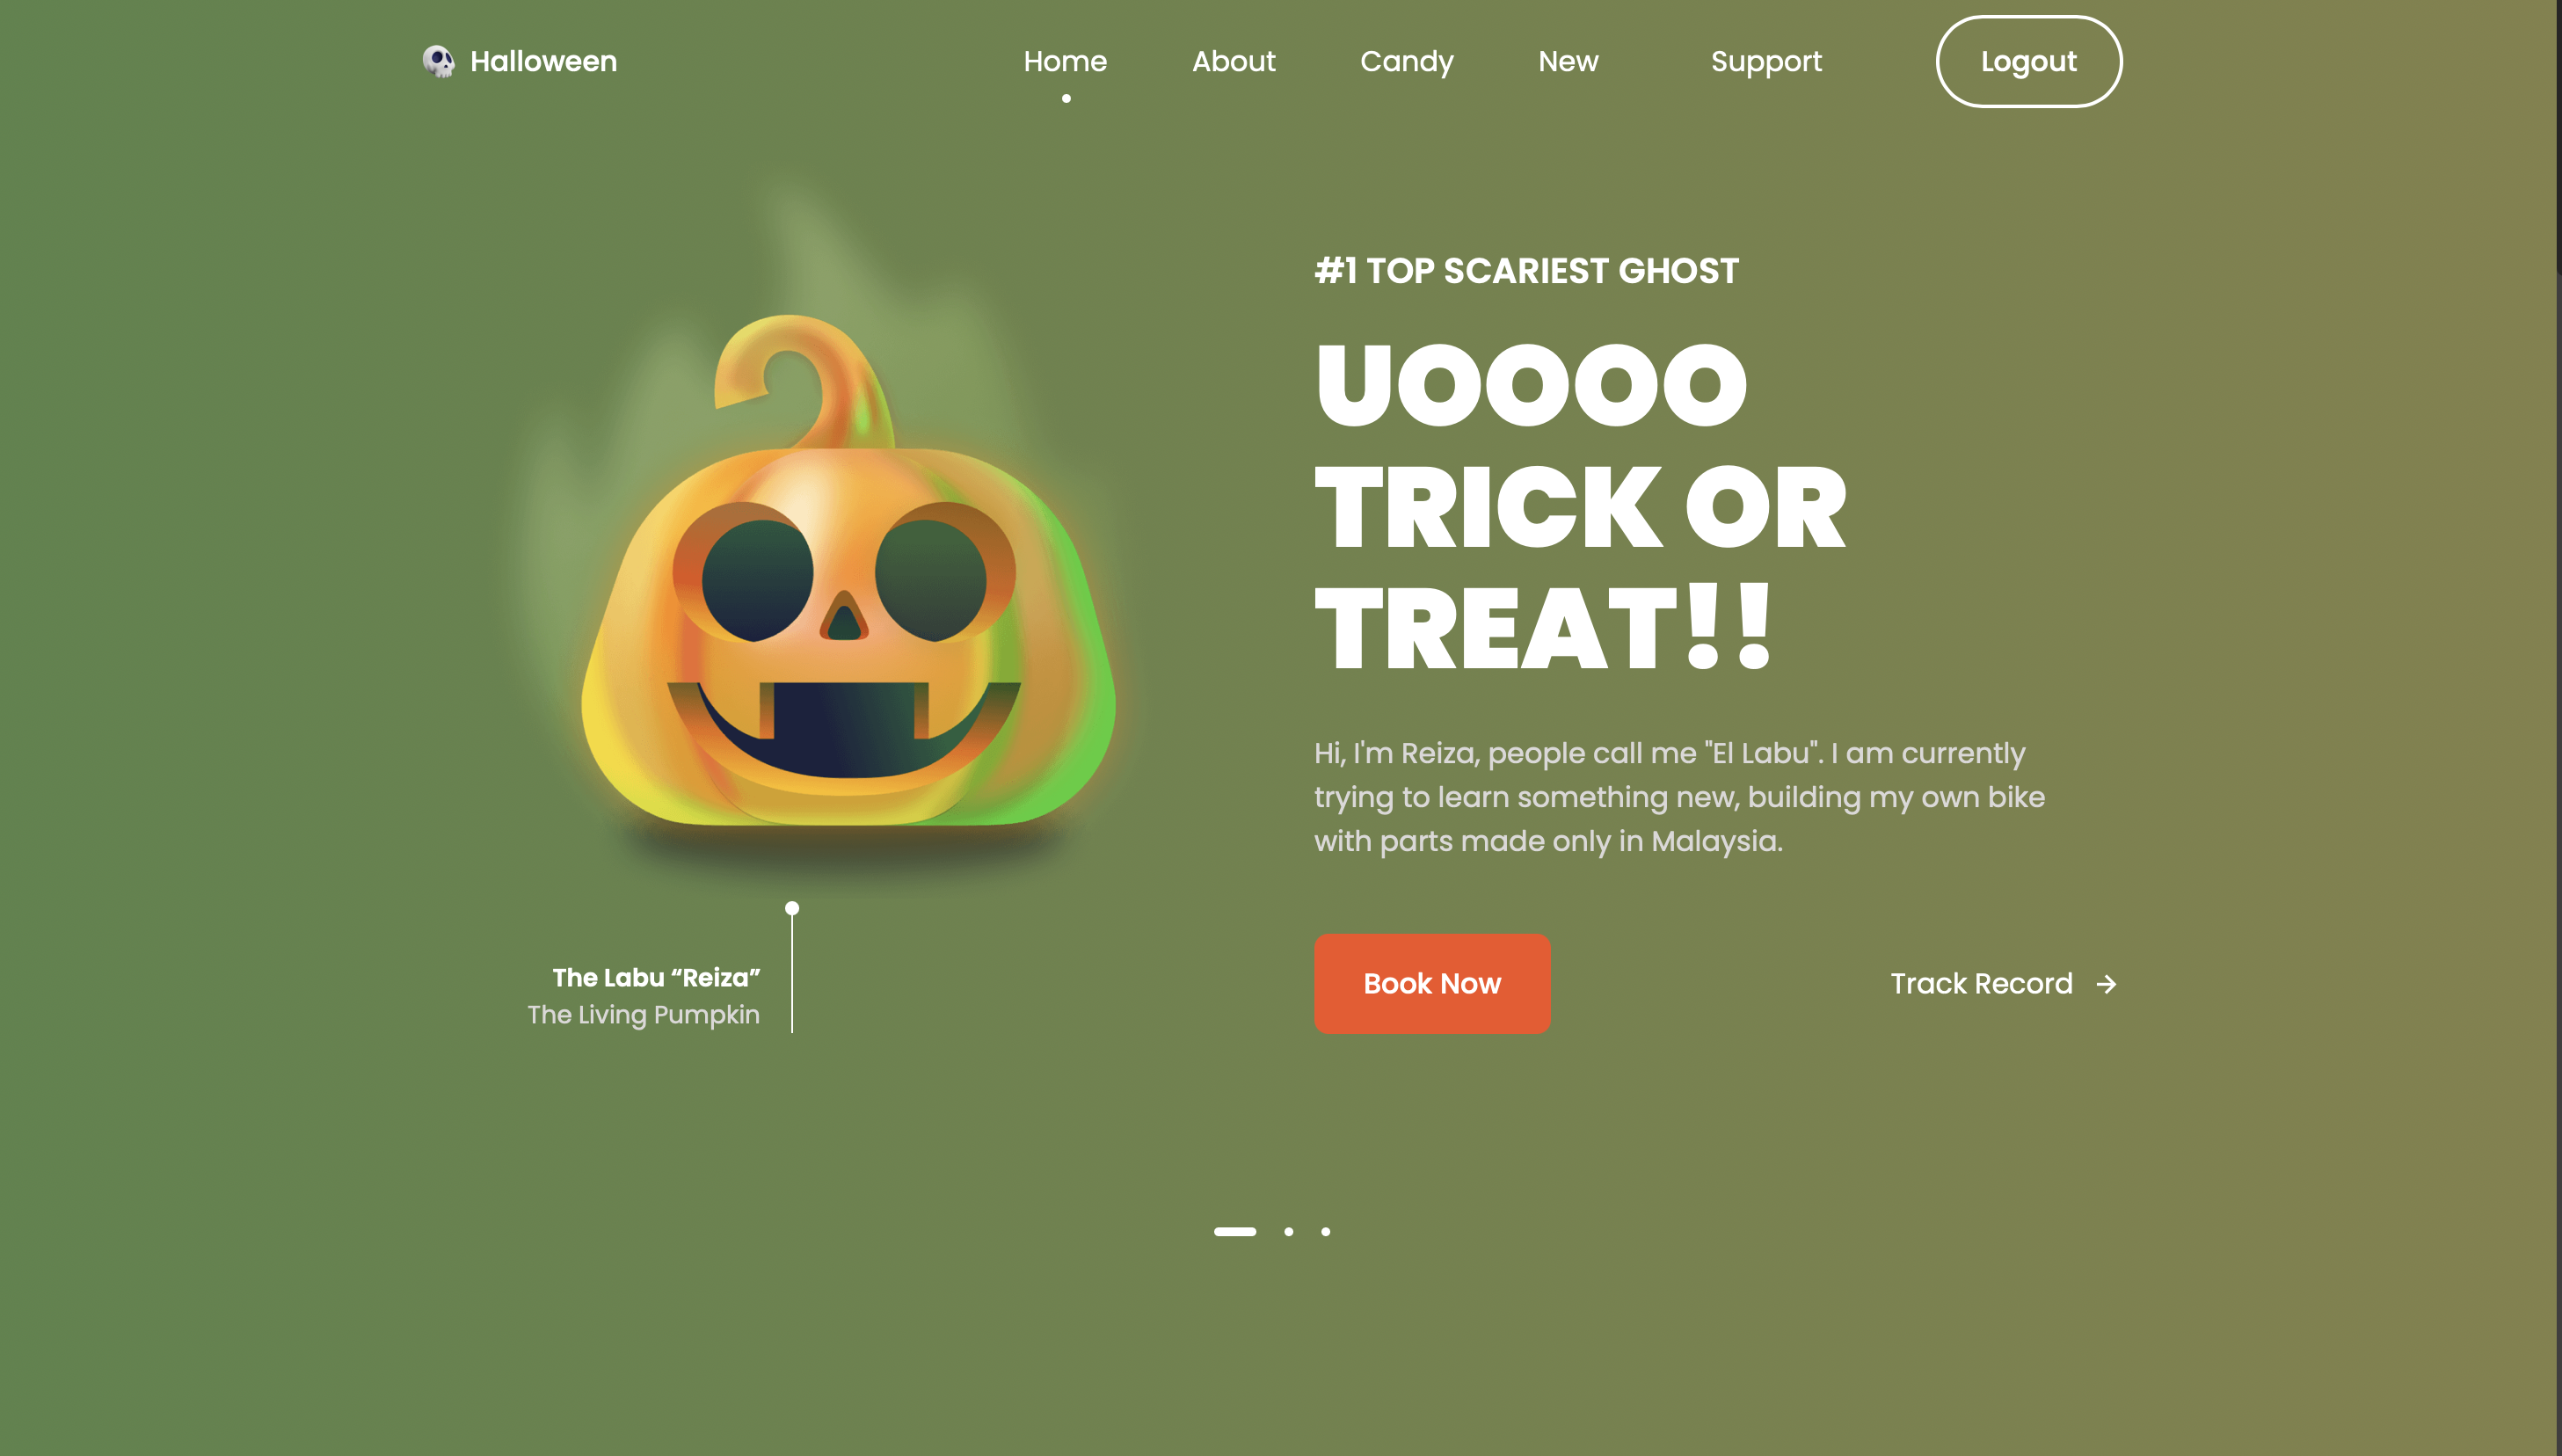 Halloween
Home About Candy New Support Logout
#1 TOP SCARIEST GHOST
UOOOO
TRICK OR
TREAT!!
Hi, I'm Reiza, people call me "El Labu". I am currently
trying to learn something new, building my own bike
with parts made only in Malaysia.
The Labu “Reiza”
The Living Pumpkin
Book Now
Track Record →